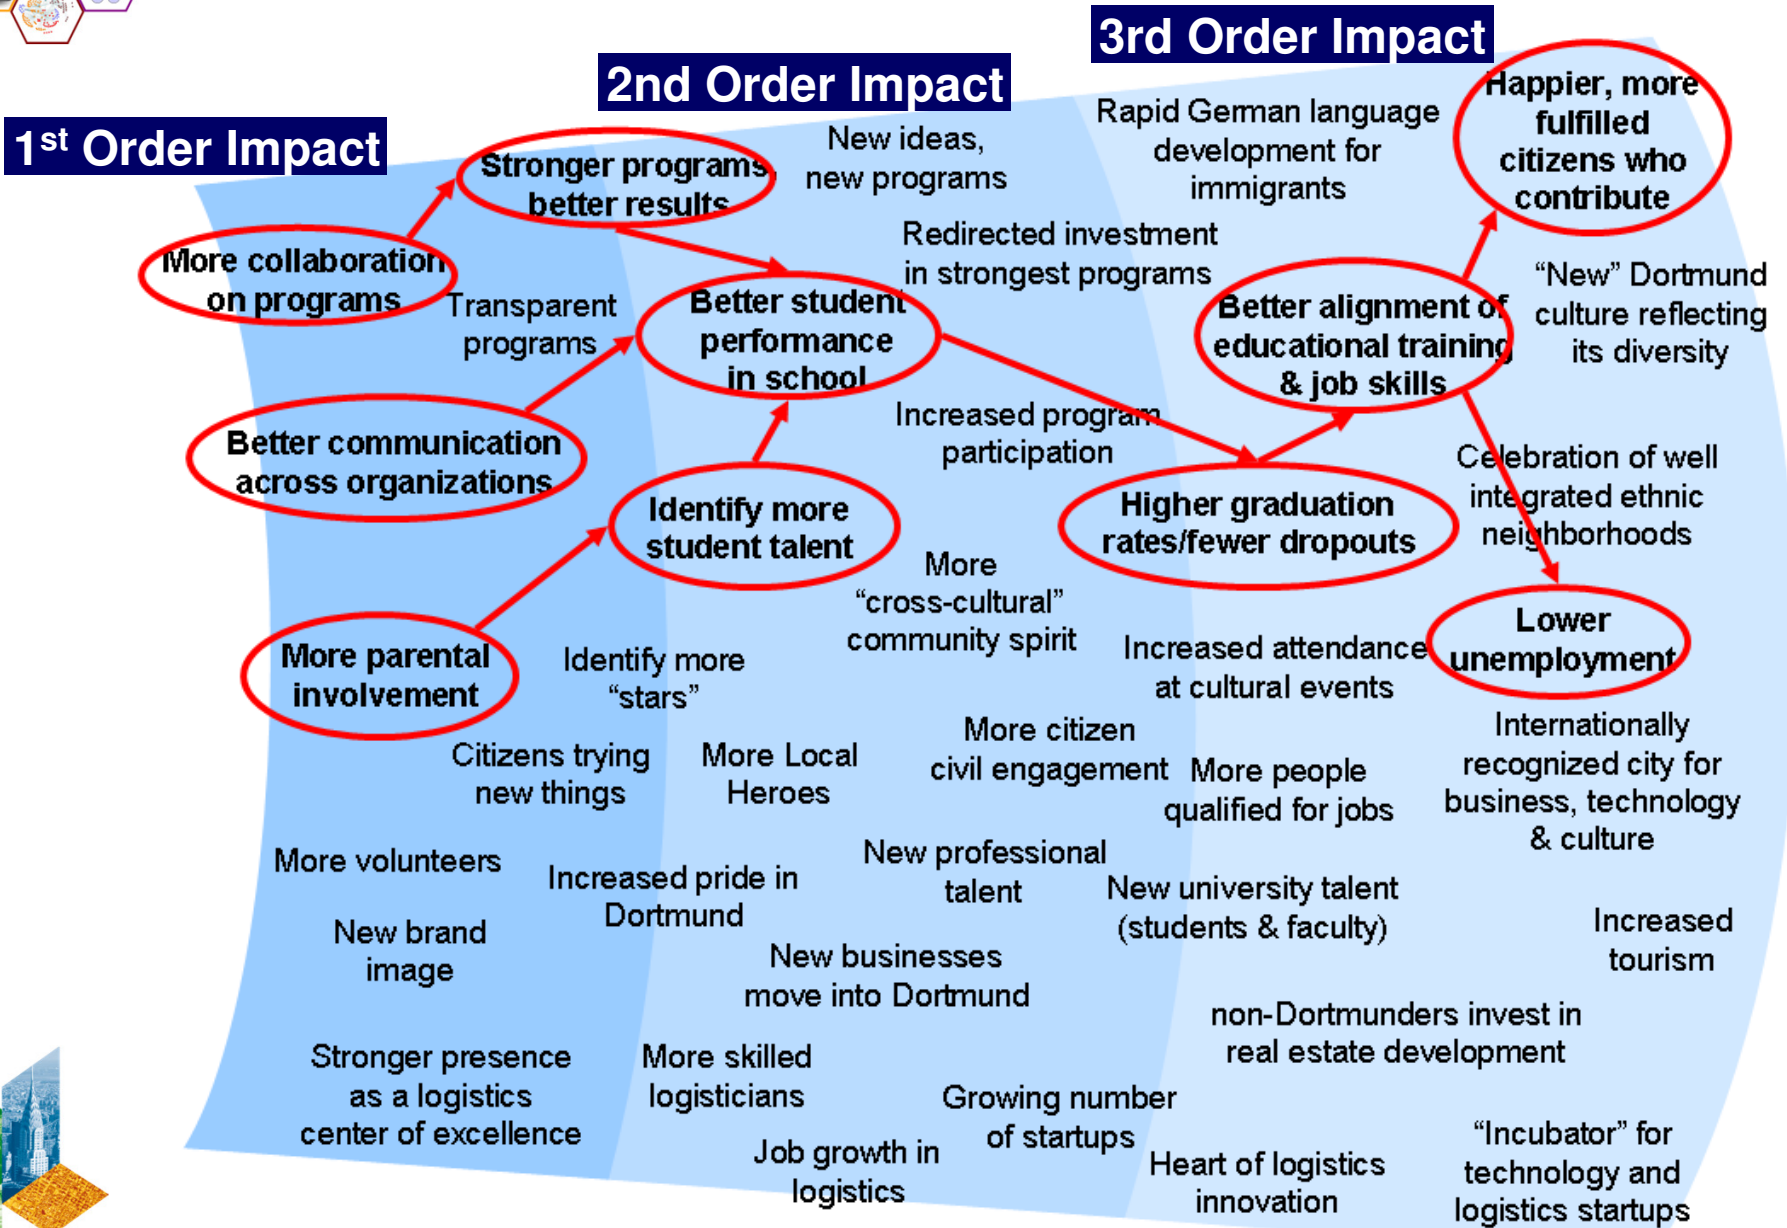 3rd Order Impact
2nd Order Impact
1st Order Impact
Happier, more
fulfilled
citizens who
contribute
Rapid German language
development for
immigrants
New ideas,
new programs
Stronger programs,
better results
Redirected investment
in strongest programs
More collaboration
on programs
Transparent
programs
Better student
performance
in school
Better alignment of
educational training
& job skills
“New” Dortmund
culture reflecting
its diversity
Increased program
participation
Better communication
across organizations
Celebration of well
integrated ethnic
neighborhoods
Identify more
student talent
Higher graduation
rates/fewer dropouts
More
“cross-cultural”
community spirit
Lower
unemployment
More parental
involvement
Identify more
“stars”
Increased attendance
at cultural events
Citizens trying
new things
More Local
Heroes
More citizen
civil engagement
More people
qualified for jobs
Internationally
recognized city for
business, technology
& culture
More volunteers
Increased pride in
Dortmund
New professional
talent
New university talent
(students & faculty)
Increased
tourism
New brand
image
New businesses
move into Dortmund
non-Dortmunders invest in
real estate development
Stronger presence
as a logistics
center of excellence
More skilled
logisticians
Growing number
of startups
Job growth in
logistics
Heart of logistics
innovation
“Incubator” for
technology and
logistics startups